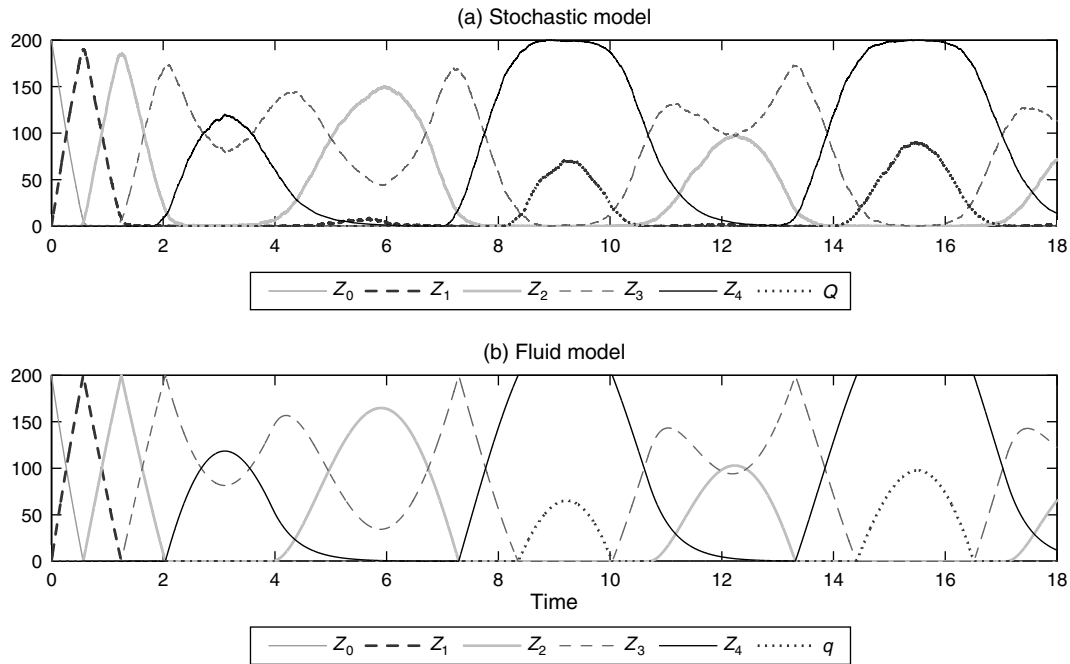 (a) Stochastic model
200
150
100
50
0
0 2 4 6 8 10 12 14 16 18
Z0 Z1 Z2 Z3 Z4 Q
(b) Fluid model
200
150
100
50
0
0 2 4 6 8 10 12 14 16 18
Time
Z0 Z1 Z2 Z3 Z4 q